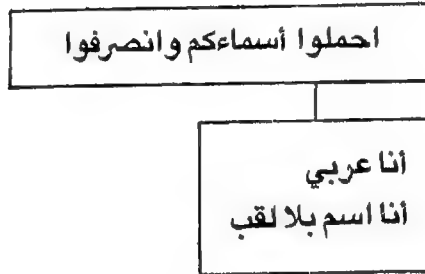 احملوا أسماءكم وانصرفوا
أنا عربي
أنا اسم بلا لقب